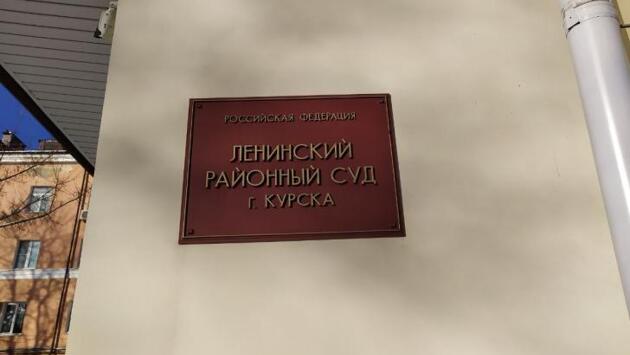 РОССИЙСКАЯ ФЕДЕРАЦИЯ
ЛЕНИНСКИЙ
РАЙОННЫЙ СУД
Г. КУРСКА